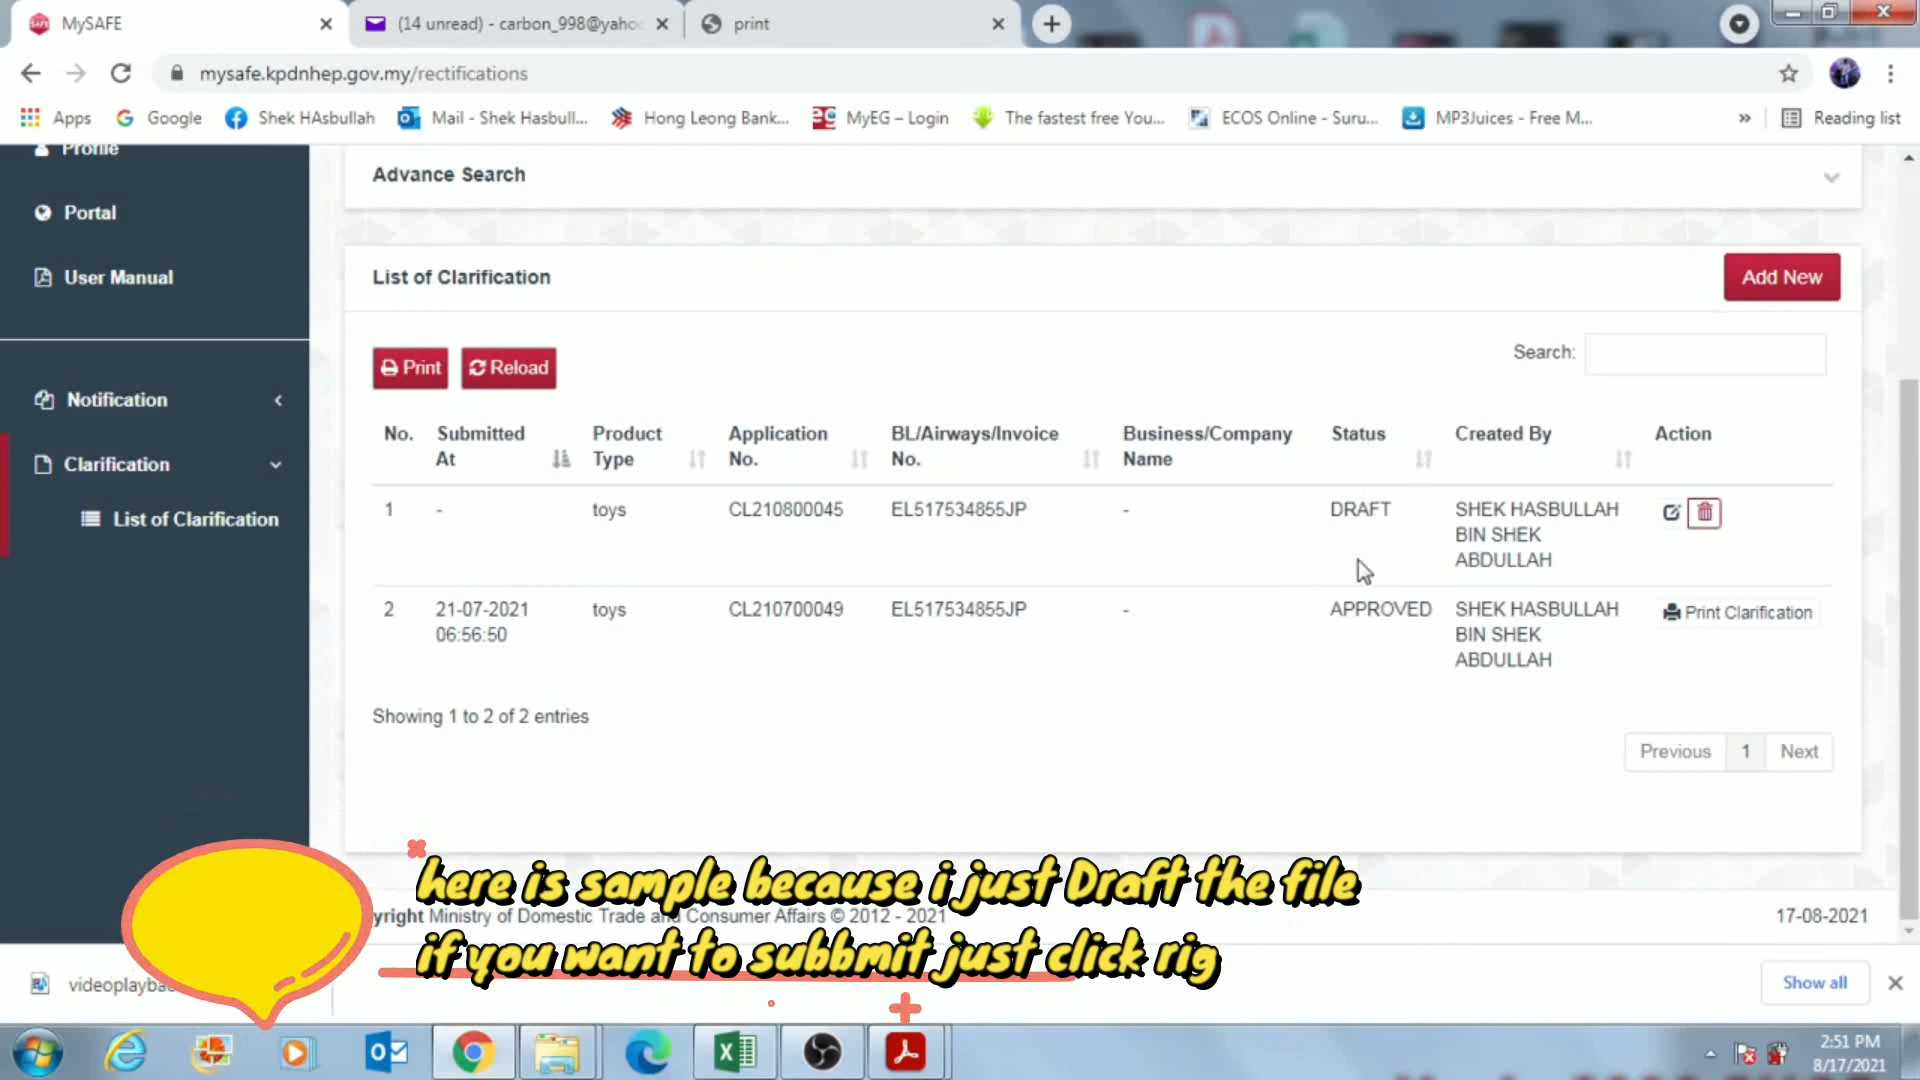 MySAFE
(14 unread) - carbon_998@yaho
print
mysafe.kpdnhep.gov.my/rectifications
Apps
Google
Shek HAsbullah
Mail - Shek Hasbull...
Hong Leong Bank...
MyEG – Login
The fastest free You...
ECOS Online - Suru...
MP3Juices - Free M...
»
Reading list
Profile
Portal
User Manual
Notification
Clarification
List of Clarification
Advance Search
List of Clarification
Add New
Print
Reload
Search:
No. Submitted At Product Type Application No. BL/Airways/Invoice No. Business/Company Name Status Created By Action
1 - toys CL210800045 EL517534855JP - DRAFT SHEK HASBULLAH
BIN SHEK
ABDULLAH
2 21-07-2021 toys CL210700049 EL517534855JP - APPROVED SHEK HASBULLAH Print Clarification
06:56:50 BIN SHEK
ABDULLAH
Showing 1 to 2 of 2 entries
Previous 1 Next
here is sample because i just Draft the file
yright Ministry of Domestic Trade and Consumer Affairs © 2012 - 2021
17-08-2021
if you want to subbmit just click rig
videoplayba
Show all
2:51 PM
8/17/2021